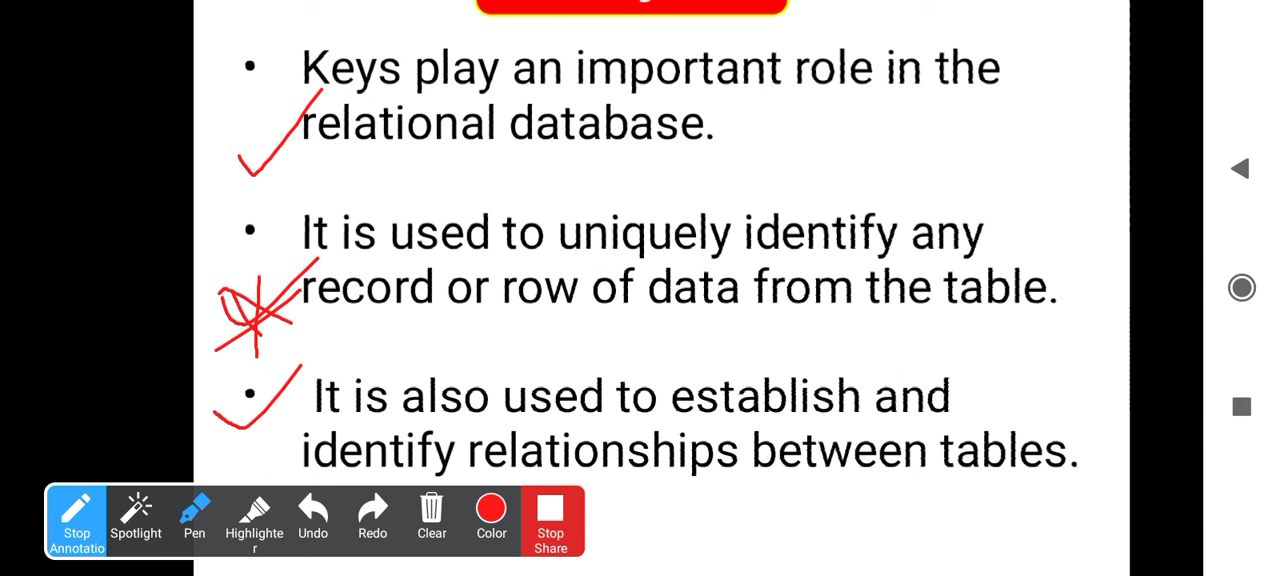 • Keys play an important role in the
relational database.
• It is used to uniquely identify any
record or row of data from the table.
• It is also used to establish and
identify relationships between tables.
Stop Spotlight Pen Highlighte Undo Redo Clear Color Stop
Annotatio r Share